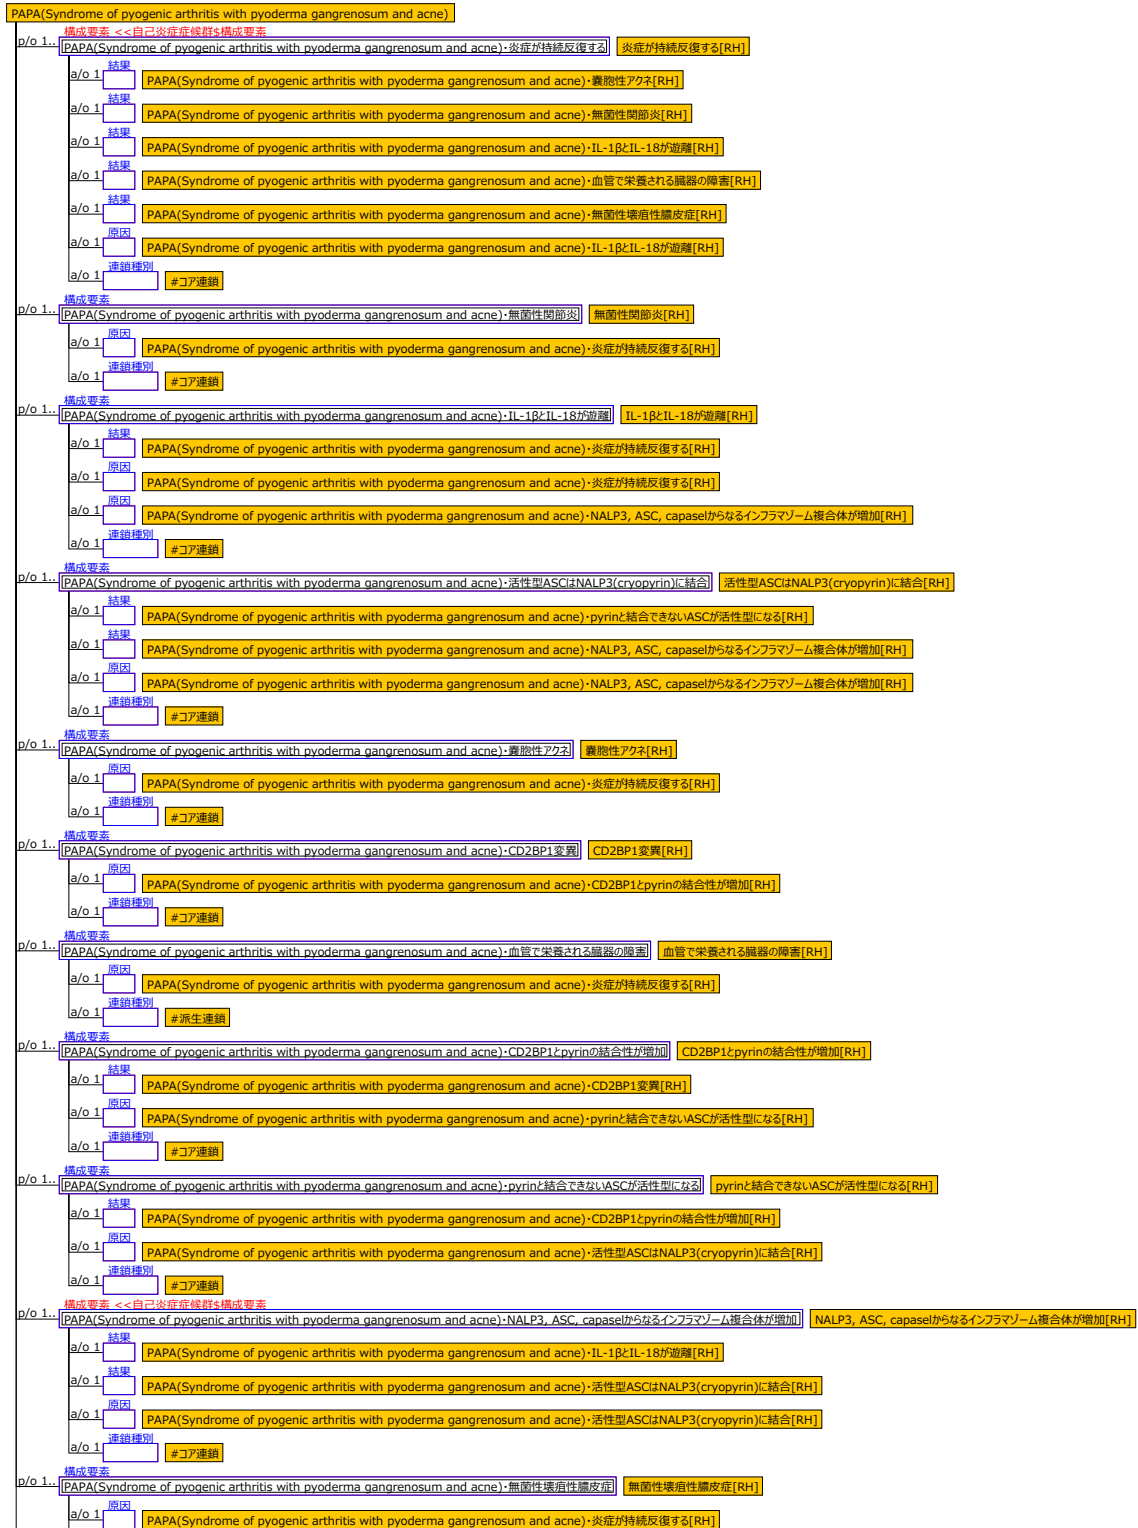 PAPA(Syndrome of pyogenic arthritis with pyoderma gangrenosum and acne)
構成要素 <<自己炎症症候群$構成要素
p/o 1.. PAPA(Syndrome of pyogenic arthritis with pyoderma gangrenosum and acne)・炎症が持続反復する 炎症が持続反復する[RH]
結果
a/o 1 PAPA(Syndrome of pyogenic arthritis with pyoderma gangrenosum and acne)・嚢胞性アクネ[RH]
結果
a/o 1 PAPA(Syndrome of pyogenic arthritis with pyoderma gangrenosum and acne)・無菌性関節炎[RH]
結果
a/o 1 PAPA(Syndrome of pyogenic arthritis with pyoderma gangrenosum and acne)・IL-1βとIL-18が遊離[RH]
結果
a/o 1 PAPA(Syndrome of pyogenic arthritis with pyoderma gangrenosum and acne)・血管で栄養される臓器の障害[RH]
結果
a/o 1 PAPA(Syndrome of pyogenic arthritis with pyoderma gangrenosum and acne)・無菌性壊疽性膿皮症[RH]
原因
a/o 1 PAPA(Syndrome of pyogenic arthritis with pyoderma gangrenosum and acne)・IL-1βとIL-18が遊離[RH]
連鎖種別
a/o 1 #コア連鎖
構成要素
p/o 1.. PAPA(Syndrome of pyogenic arthritis with pyoderma gangrenosum and acne)・無菌性関節炎 無菌性関節炎[RH]
原因
a/o 1 PAPA(Syndrome of pyogenic arthritis with pyoderma gangrenosum and acne)・炎症が持続反復する[RH]
連鎖種別
a/o 1 #コア連鎖
構成要素
p/o 1.. PAPA(Syndrome of pyogenic arthritis with pyoderma gangrenosum and acne)・IL-1βとIL-18が遊離 IL-1βとIL-18が遊離[RH]
結果
a/o 1 PAPA(Syndrome of pyogenic arthritis with pyoderma gangrenosum and acne)・炎症が持続反復する[RH]
原因
a/o 1 PAPA(Syndrome of pyogenic arthritis with pyoderma gangrenosum and acne)・炎症が持続反復する[RH]
原因
a/o 1 PAPA(Syndrome of pyogenic arthritis with pyoderma gangrenosum and acne)・NALP3, ASC, capaseIからなるインフラマゾーム複合体が増加[RH]
連鎖種別
a/o 1 #コア連鎖
構成要素
p/o 1.. PAPA(Syndrome of pyogenic arthritis with pyoderma gangrenosum and acne)・活性型ASCはNALP3(cryopyrin)に結合 活性型ASCはNALP3(cryopyrin)に結合[RH]
結果
a/o 1 PAPA(Syndrome of pyogenic arthritis with pyoderma gangrenosum and acne)・pyrinと結合できないASCが活性型になる[RH]
結果
a/o 1 PAPA(Syndrome of pyogenic arthritis with pyoderma gangrenosum and acne)・NALP3, ASC, capaseIからなるインフラマゾーム複合体が増加[RH]
原因
a/o 1 PAPA(Syndrome of pyogenic arthritis with pyoderma gangrenosum and acne)・NALP3, ASC, capaseIからなるインフラマゾーム複合体が増加[RH]
連鎖種別
a/o 1 #コア連鎖
構成要素
p/o 1.. PAPA(Syndrome of pyogenic arthritis with pyoderma gangrenosum and acne)・嚢胞性アクネ 嚢胞性アクネ[RH]
原因
a/o 1 PAPA(Syndrome of pyogenic arthritis with pyoderma gangrenosum and acne)・炎症が持続反復する[RH]
連鎖種別
a/o 1 #コア連鎖
構成要素
p/o 1.. PAPA(Syndrome of pyogenic arthritis with pyoderma gangrenosum and acne)・CD2BP1変異 CD2BP1変異[RH]
原因
a/o 1 PAPA(Syndrome of pyogenic arthritis with pyoderma gangrenosum and acne)・CD2BP1とpyrinの結合性が増加[RH]
連鎖種別
a/o 1 #コア連鎖
構成要素
p/o 1.. PAPA(Syndrome of pyogenic arthritis with pyoderma gangrenosum and acne)・血管で栄養される臓器の障害 血管で栄養される臓器の障害[RH]
原因
a/o 1 PAPA(Syndrome of pyogenic arthritis with pyoderma gangrenosum and acne)・炎症が持続反復する[RH]
連鎖種別
a/o 1 #派生連鎖
構成要素
p/o 1.. PAPA(Syndrome of pyogenic arthritis with pyoderma gangrenosum and acne)・CD2BP1とpyrinの結合性が増加 CD2BP1とpyrinの結合性が増加[RH]
結果
a/o 1 PAPA(Syndrome of pyogenic arthritis with pyoderma gangrenosum and acne)・CD2BP1変異[RH]
原因
a/o 1 PAPA(Syndrome of pyogenic arthritis with pyoderma gangrenosum and acne)・pyrinと結合できないASCが活性型になる[RH]
連鎖種別
a/o 1 #コア連鎖
構成要素
p/o 1.. PAPA(Syndrome of pyogenic arthritis with pyoderma gangrenosum and acne)・pyrinと結合できないASCが活性型になる pyrinと結合できないASCが活性型になる[RH]
結果
a/o 1 PAPA(Syndrome of pyogenic arthritis with pyoderma gangrenosum and acne)・CD2BP1とpyrinの結合性が増加[RH]
原因
a/o 1 PAPA(Syndrome of pyogenic arthritis with pyoderma gangrenosum and acne)・活性型ASCはNALP3(cryopyrin)に結合[RH]
連鎖種別
a/o 1 #コア連鎖
構成要素 <<自己炎症症候群$構成要素
p/o 1.. PAPA(Syndrome of pyogenic arthritis with pyoderma gangrenosum and acne)・NALP3, ASC, capaseIからなるインフラマゾーム複合体が増加 NALP3, ASC, capaseIからなるインフラマゾーム複合体が増加[RH]
結果
a/o 1 PAPA(Syndrome of pyogenic arthritis with pyoderma gangrenosum and acne)・IL-1βとIL-18が遊離[RH]
結果
a/o 1 PAPA(Syndrome of pyogenic arthritis with pyoderma gangrenosum and acne)・活性型ASCはNALP3(cryopyrin)に結合[RH]
原因
a/o 1 PAPA(Syndrome of pyogenic arthritis with pyoderma gangrenosum and acne)・活性型ASCはNALP3(cryopyrin)に結合[RH]
連鎖種別
a/o 1 #コア連鎖
構成要素
p/o 1.. PAPA(Syndrome of pyogenic arthritis with pyoderma gangrenosum and acne)・無菌性壊疽性膿皮症 無菌性壊疽性膿皮症[RH]
原因
a/o 1 PAPA(Syndrome of pyogenic arthritis with pyoderma gangrenosum and acne)・炎症が持続反復する[RH]